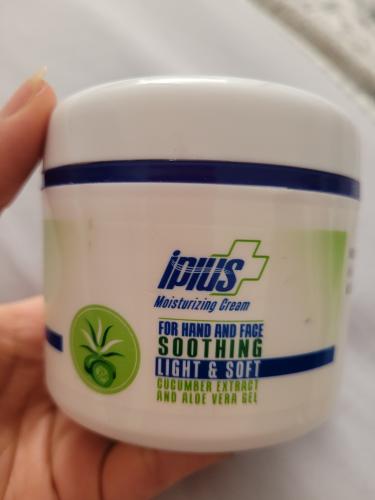 iplus
Moisturizing Cream
FOR HAND AND FACE
SOOTHING
LIGHT & SOFT
CUCUMBER EXTRACT
AND ALOE VERA GEL